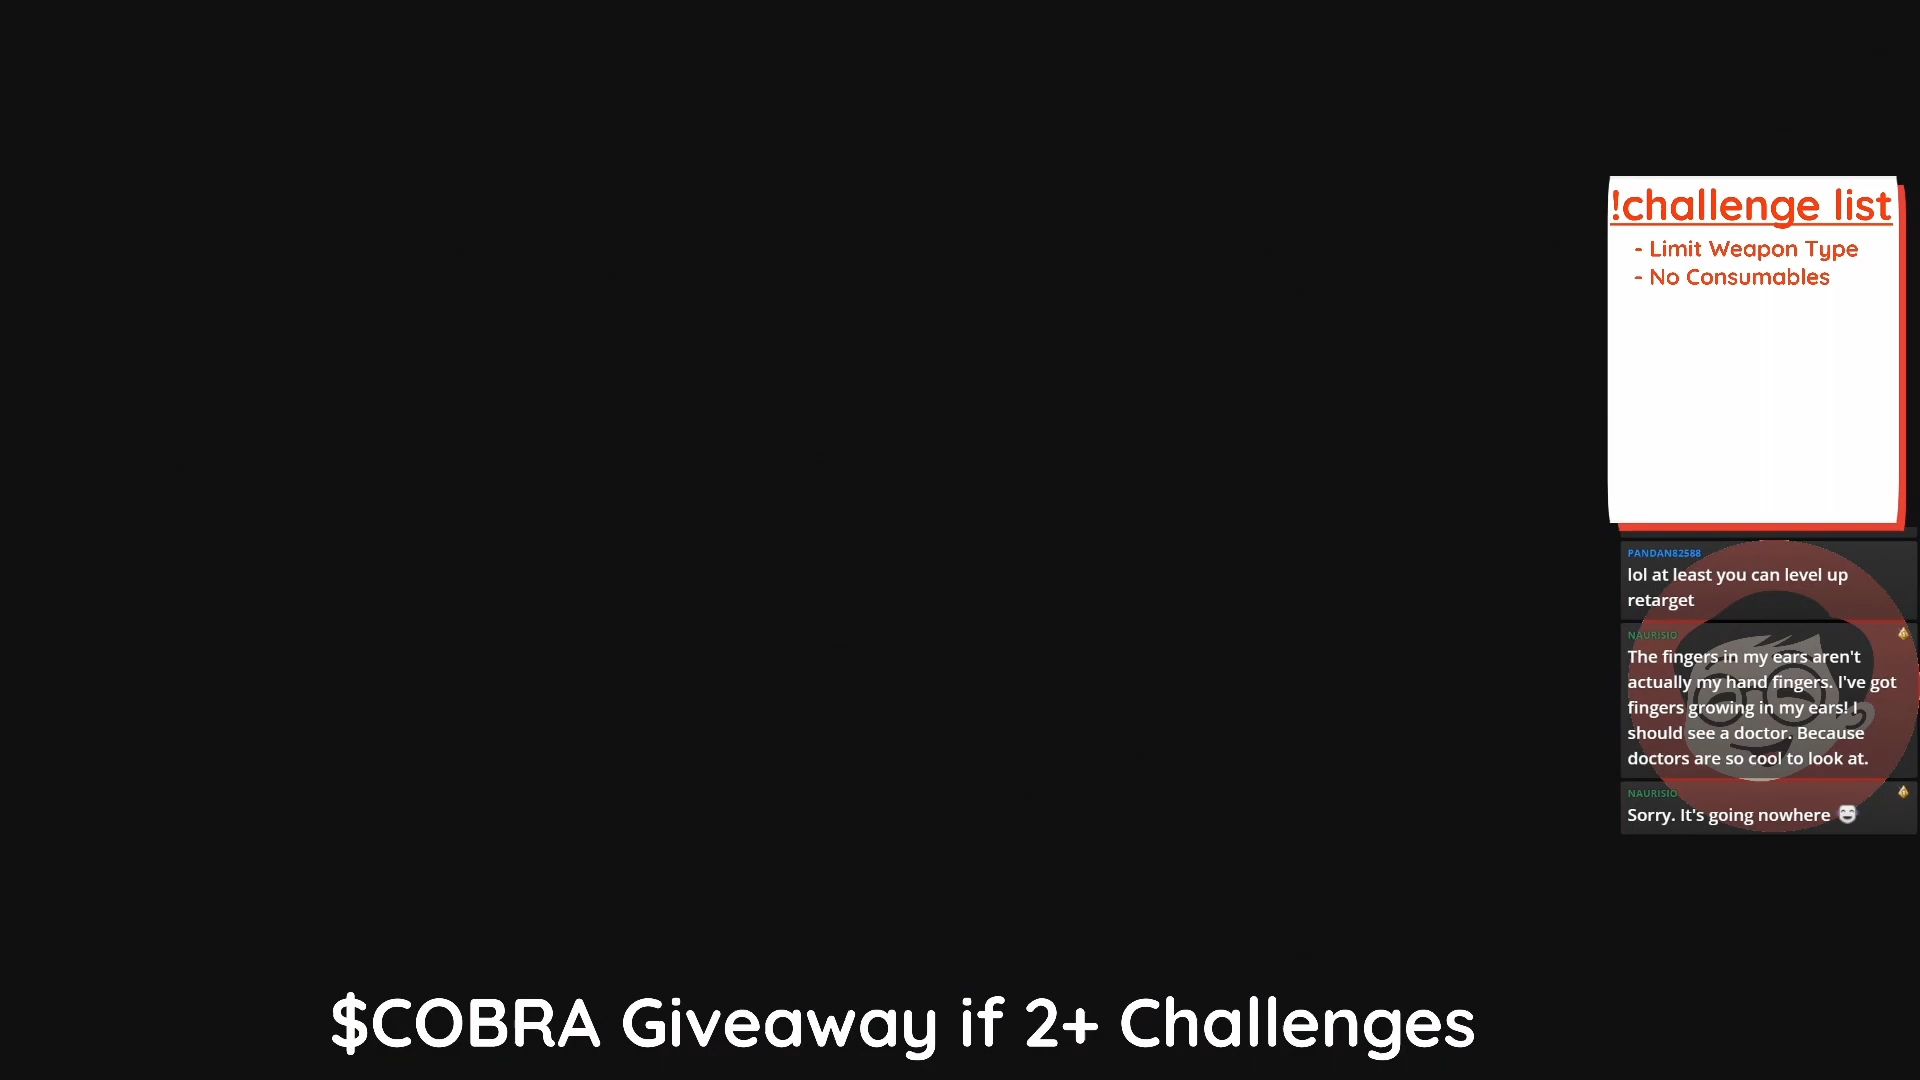 !challenge list
- Limit Weapon Type
- No Consumables
PANDAN82588
lol at least you can level up
retarget
NAURISIO
The fingers in my ears aren't
actually my hand fingers. I've got
fingers growing in my ears! I
should see a doctor. Because
doctors are so cool to look at.
NAURISIO
Sorry. It's going nowhere
$COBRA Giveaway if 2+ Challenges